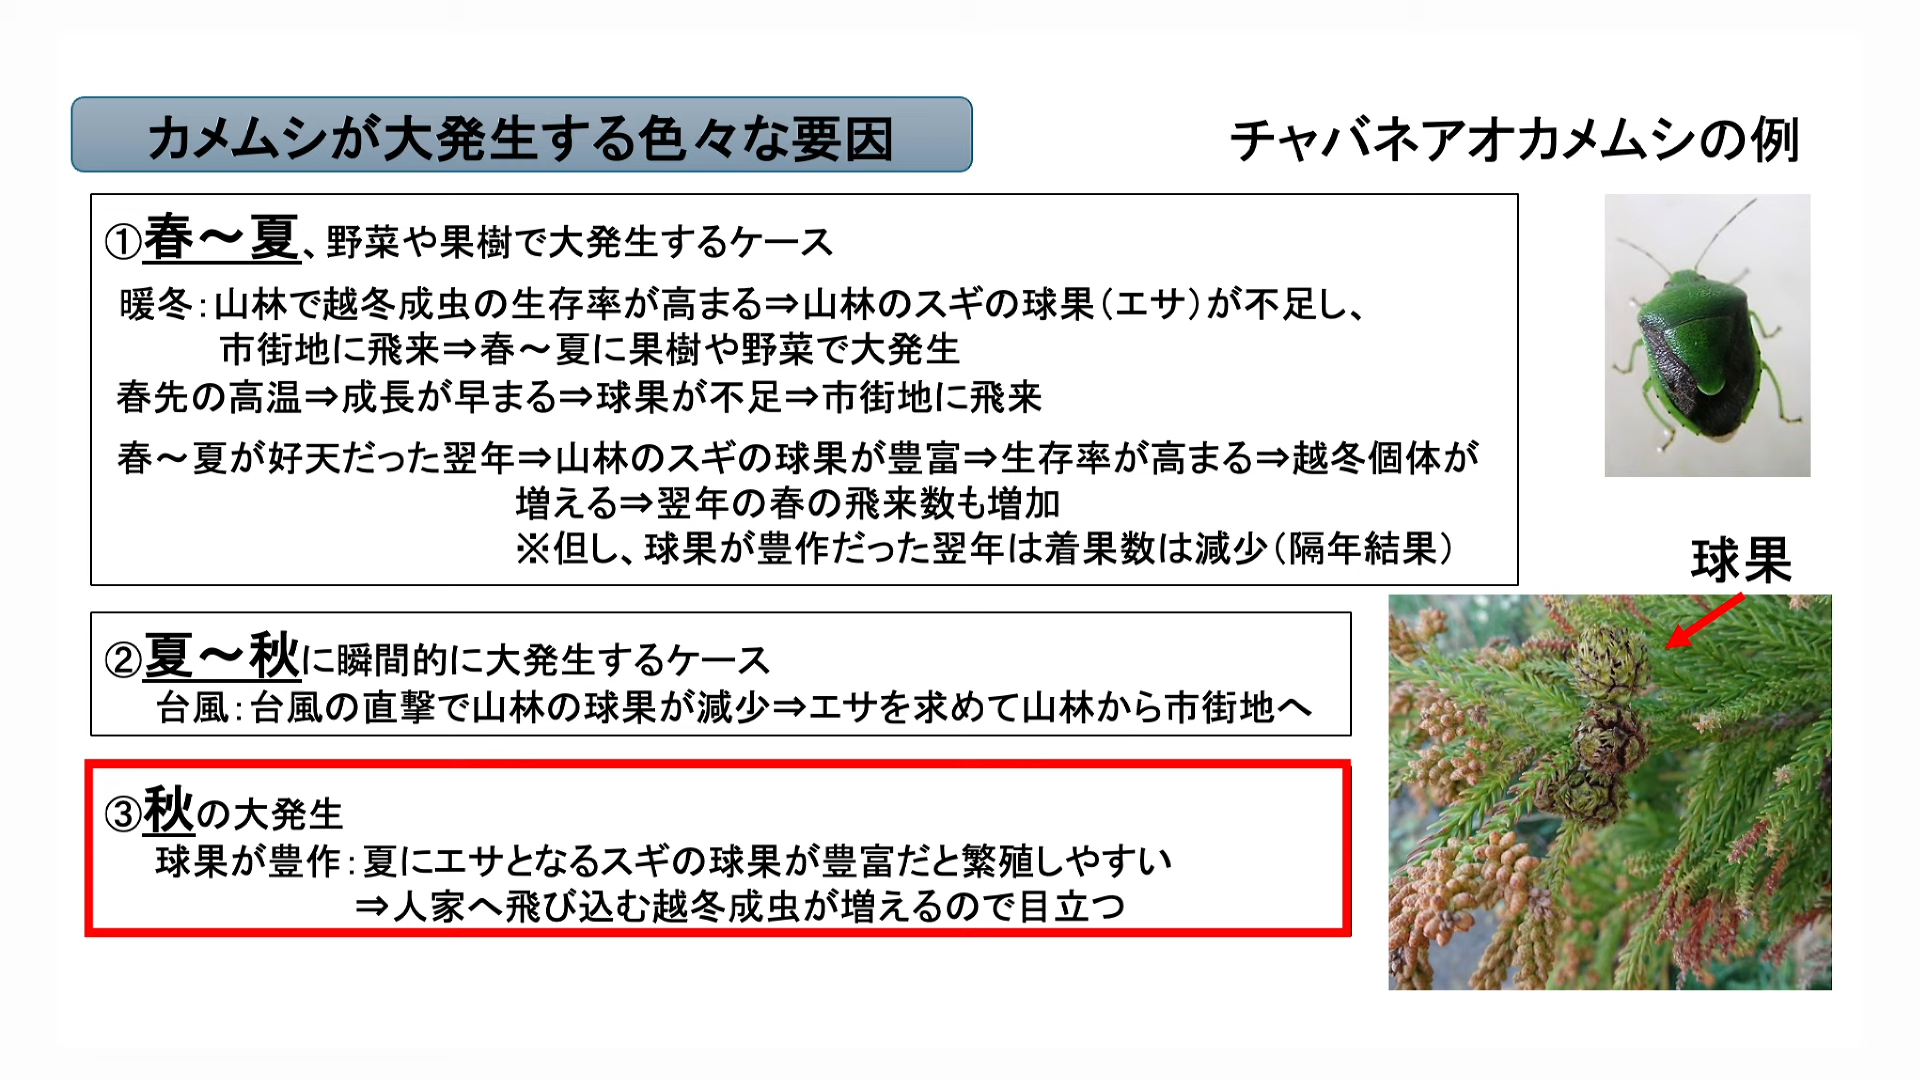 カメムシが大発生する色々な要因
チャバネアオカメムシの例
①春～夏、野菜や果樹で大発生するケース
暖冬：山林で越冬成虫の生存率が高まる⇒山林のスギの球果（エサ）が不足し、
市街地に飛来⇒春～夏に果樹や野菜で大発生
春先の高温⇒成長が早まる⇒球果が不足⇒市街地に飛来
春～夏が好天だった翌年⇒山林のスギの球果が豊富⇒生存率が高まる⇒越冬個体が
増える⇒翌年の春の飛来数も増加
※但し、球果が豊作だった翌年は着果数は減少（隔年結果）
球果
②夏～秋に瞬間的に大発生するケース
台風：台風の直撃で山林の球果が減少⇒エサを求めて山林から市街地へ
③秋の大発生
球果が豊作：夏にエサとなるスギの球果が豊富だと繁殖しやすい
⇒人家へ飛び込む越冬成虫が増えるので目立つ